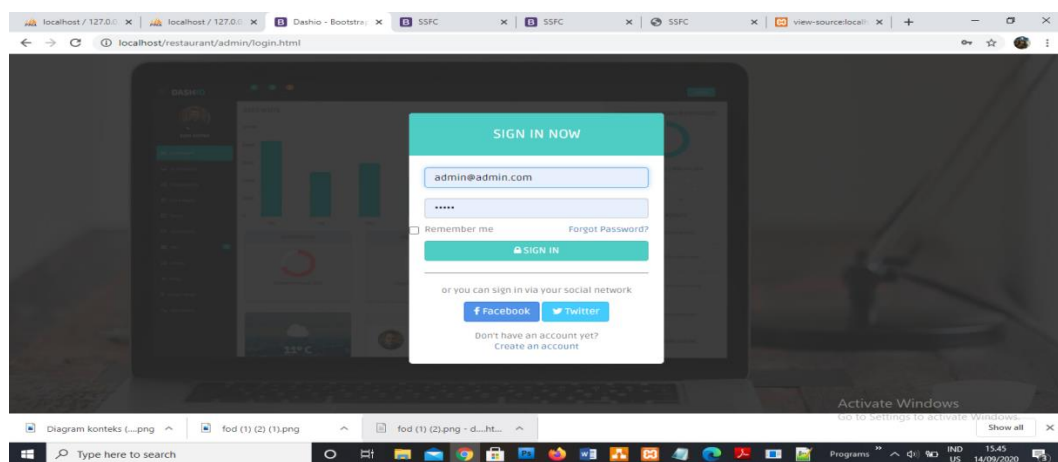 localhost / 127.0.0
localhost / 127.0.0
Dashio - Bootstrap
SSFC
SSFC
SSFC
view-source:localh
localhost/restaurant/admin/login.html
DASHIO
SIGN IN NOW
admin@admin.com
•••••
Remember me
Forgot Password?
SIGN IN
or you can sign in via your social network
Facebook
Twitter
Don't have an account yet?
Create an account
Activate Windows
Go to Settings to activate Windows.
Diagram konteks (....png
fod (1) (2) (1).png
fod (1) (2).png - d....ht...
Show all
Type here to search
Programs
IND
US
15.45
14/09/2020